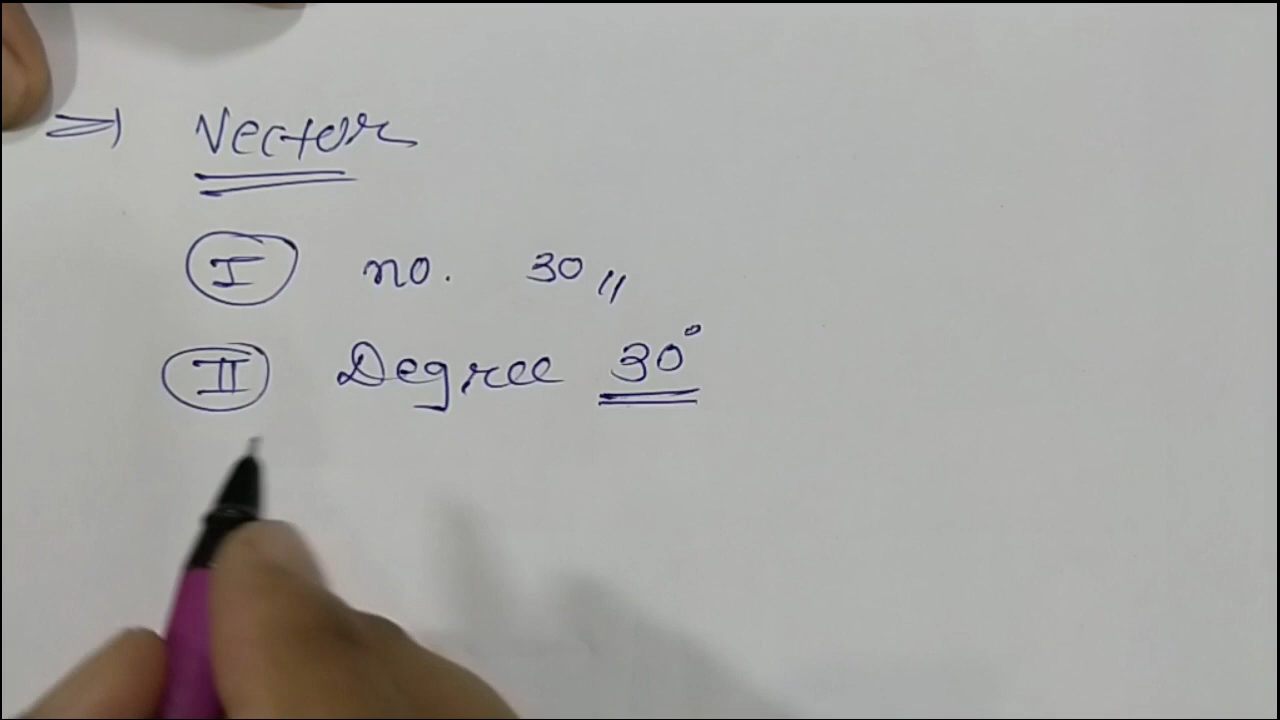 ⇒ Vector
I no. 30,,
II Degree 30°